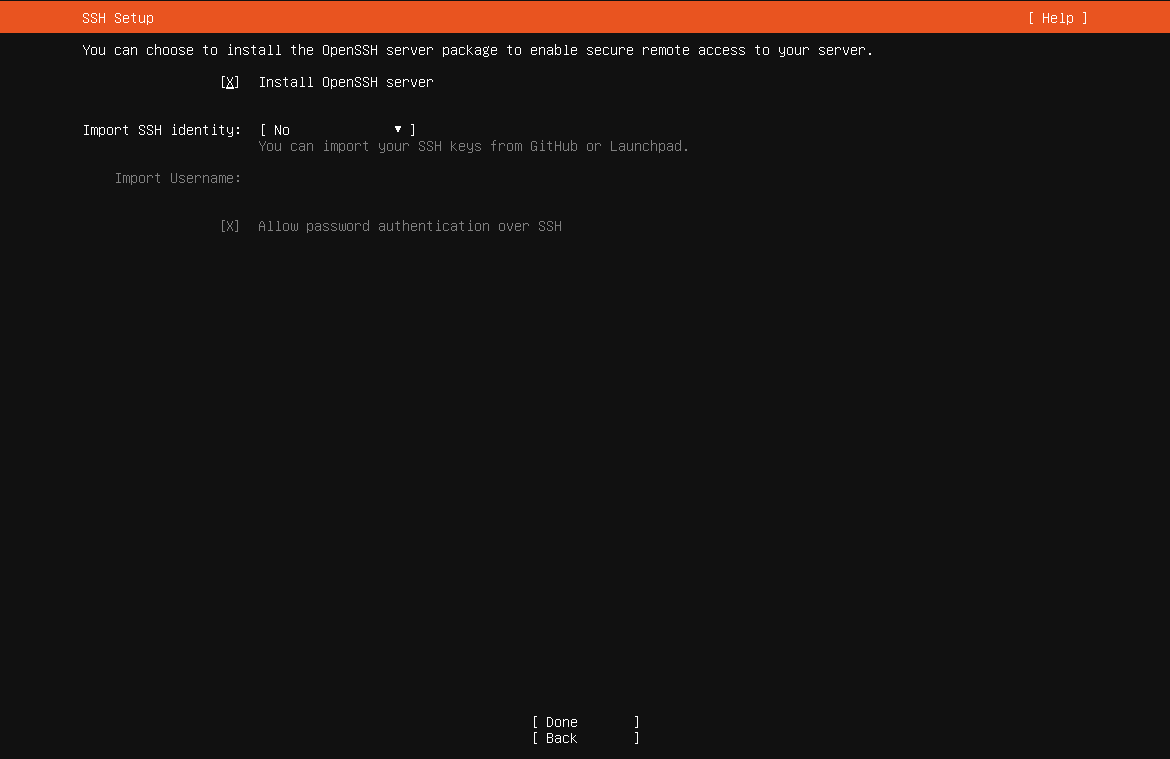 SSH Setup [ Help ]
You can choose to install the OpenSSH server package to enable secure remote access to your server.
[X] Install OpenSSH server
Import SSH identity: [ No ▼ ]
You can import your SSH keys from GitHub or Launchpad.
Import Username:
[X] Allow password authentication over SSH
[ Done ]
[ Back ]